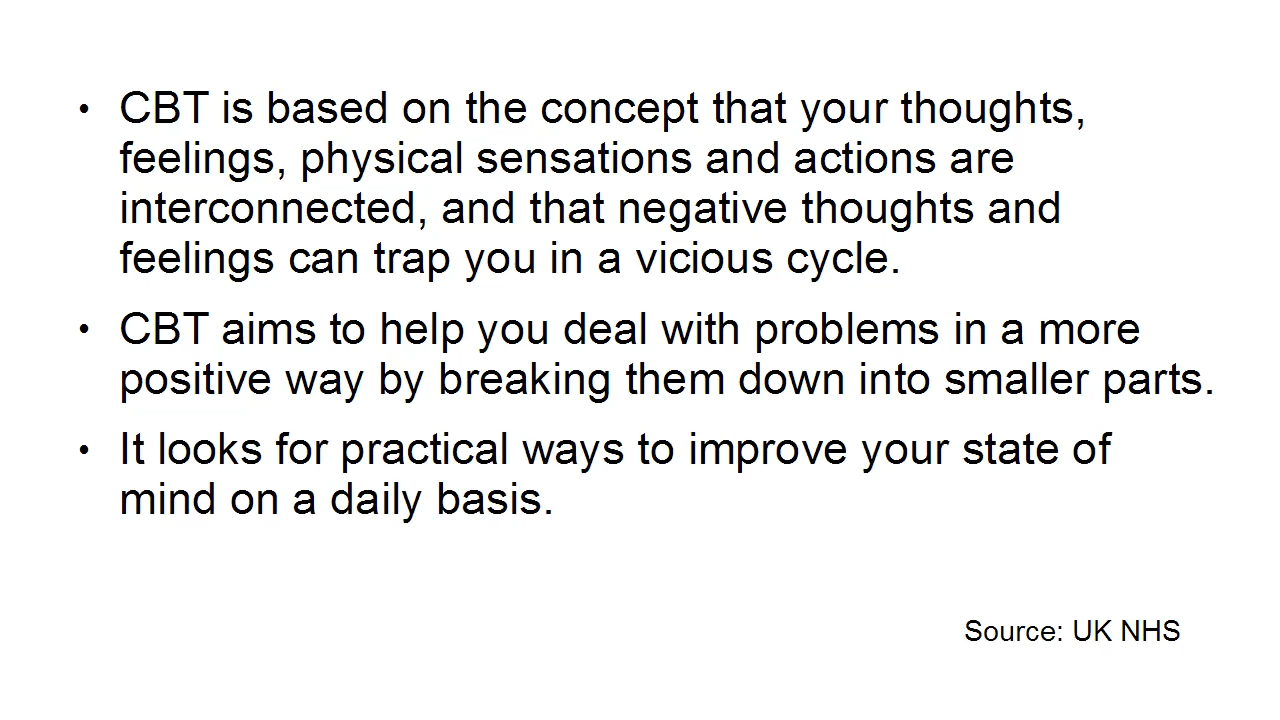 • CBT is based on the concept that your thoughts,
feelings, physical sensations and actions are
interconnected, and that negative thoughts and
feelings can trap you in a vicious cycle.
• CBT aims to help you deal with problems in a more
positive way by breaking them down into smaller parts.
• It looks for practical ways to improve your state of
mind on a daily basis.
Source: UK NHS